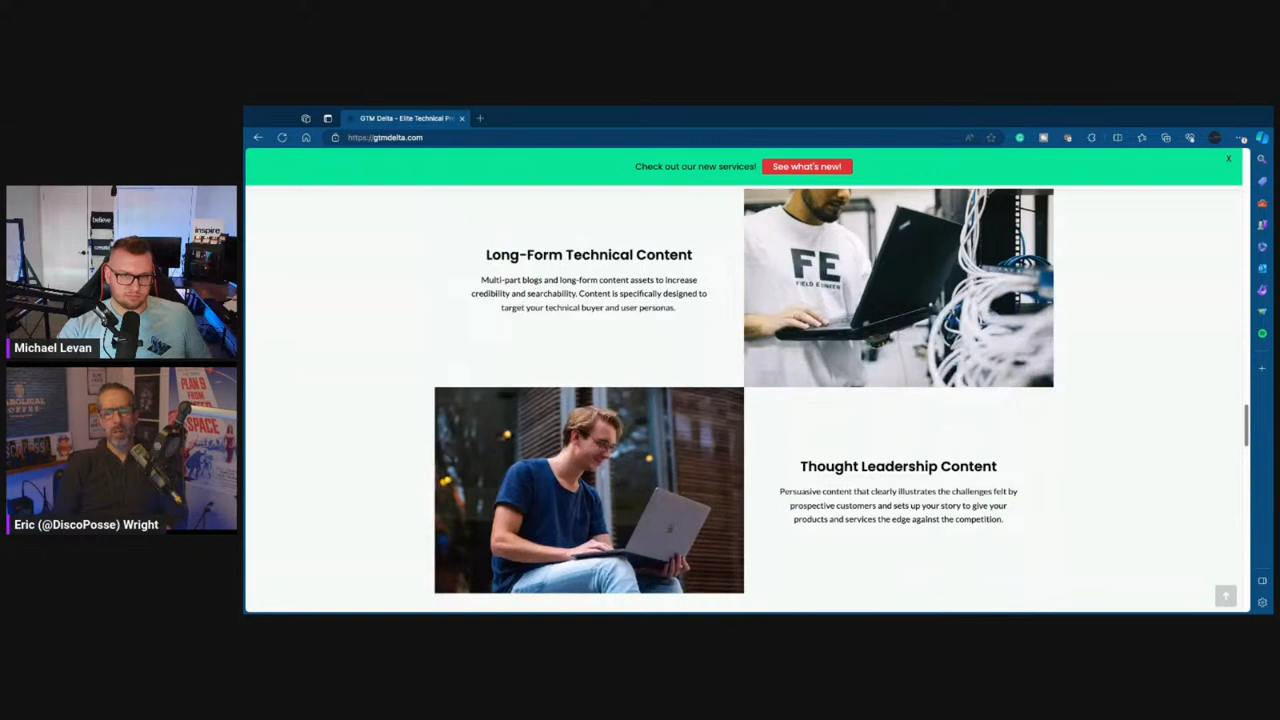 GTM Delta - Elite Technical Pr
https://gtmdelta.com
Check out our new services!
See what's new!
X
Long-Form Technical Content
Multi-part blogs and long-form content assets to increase
credibility and searchability. Content is specifically designed to
target your technical buyer and user personas.
FE
believe
create
inspire
Michael Levan
PLAN 9
FROM
SPACE
Eric (@DiscoPosse) Wright
Thought Leadership Content
Persuasive content that clearly illustrates the challenges felt by
prospective customers and sets up your story to give your
products and services the edge against the competition.